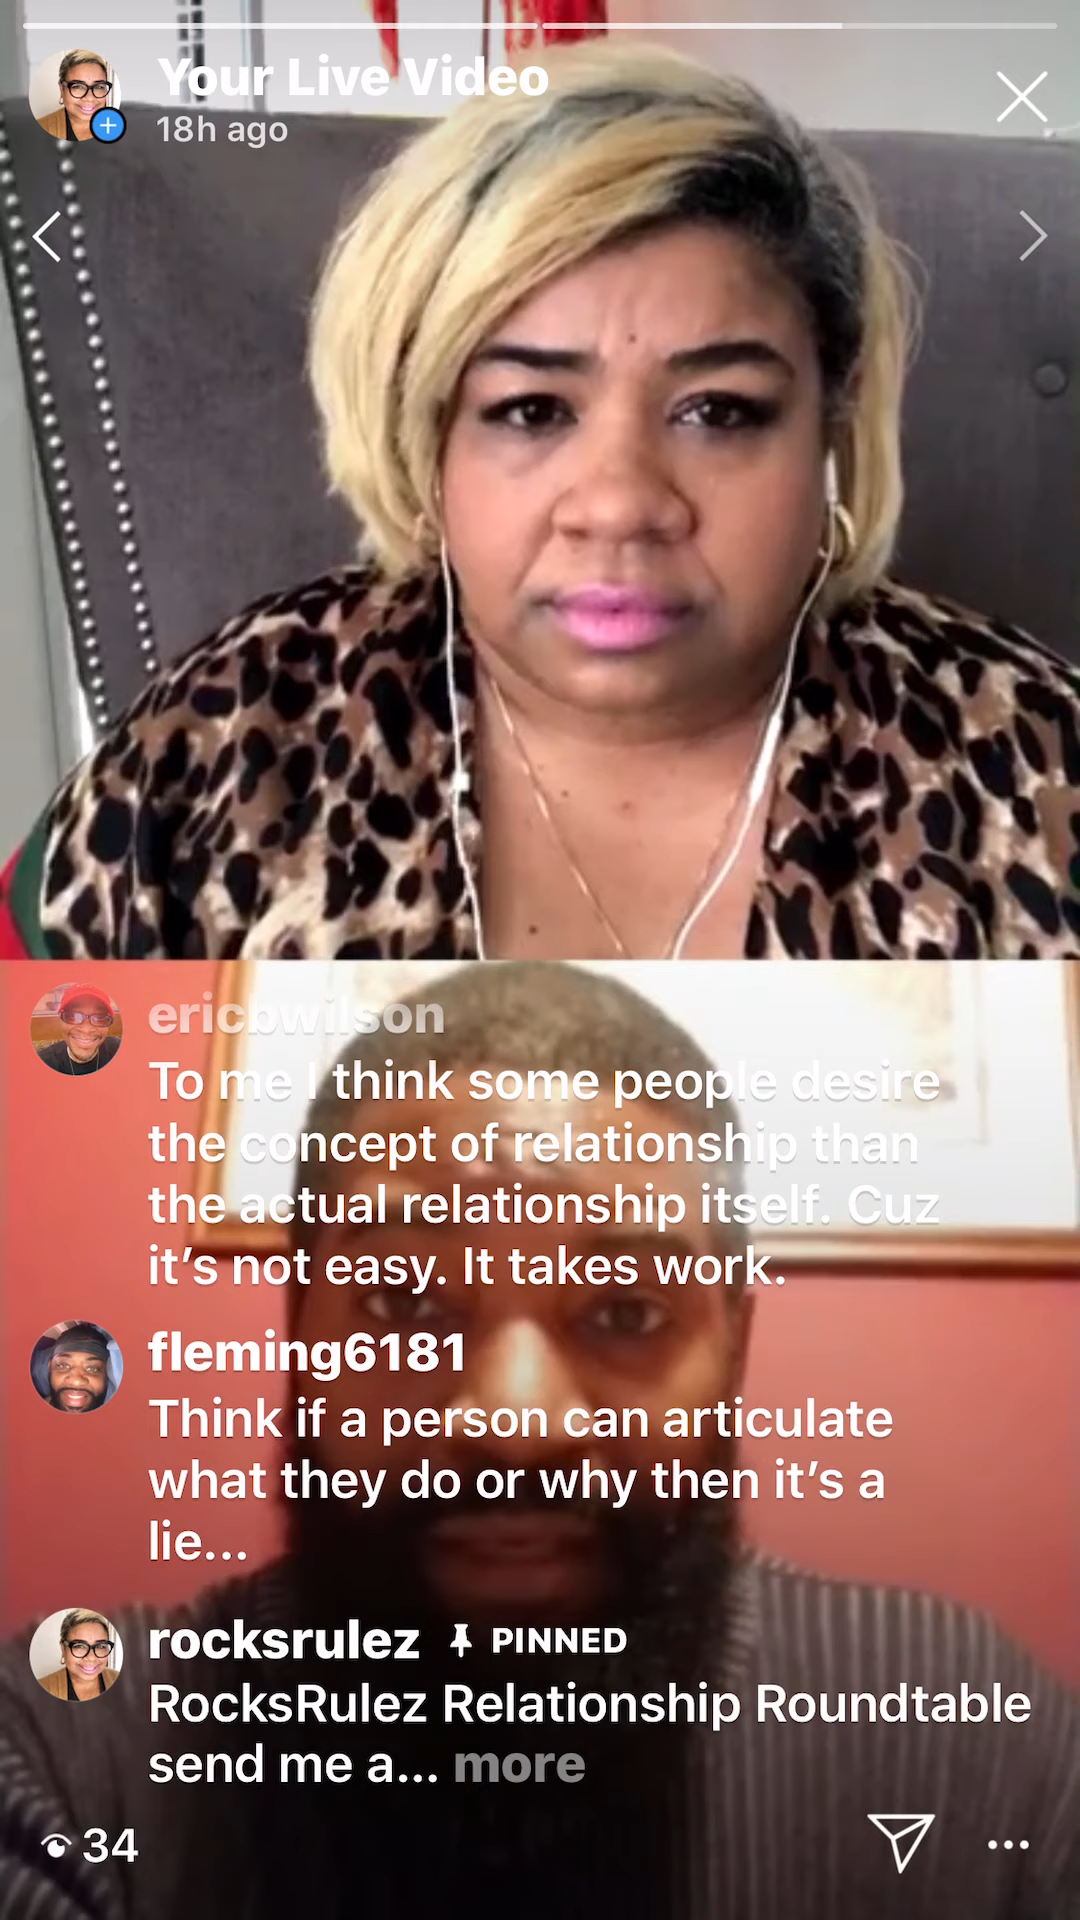 Your Live Video
18h ago
ericbwilson
To me I think some people desire
the concept of relationship than
the actual relationship itself. Cuz
it’s not easy. It takes work.
fleming6181
Think if a person can articulate
what they do or why then it’s a
lie...
rocksrulez PINNED
RocksRulez Relationship Roundtable
send me a... more
34